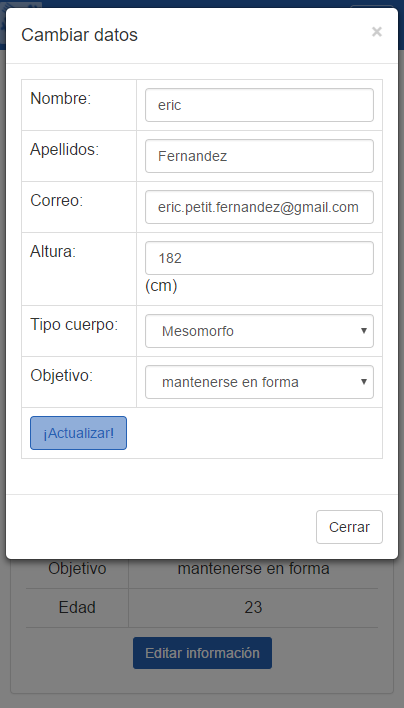 Cambiar datos ×
Nombre: eric
Apellidos: Fernandez
Correo: eric.petit.fernandez@gmail.com
Altura: 182
(cm)
Tipo cuerpo: Mesomorfo
Objetivo: mantenerse en forma
¡Actualizar!
Cerrar
Objetivo mantenerse en forma
Edad 23
Editar información